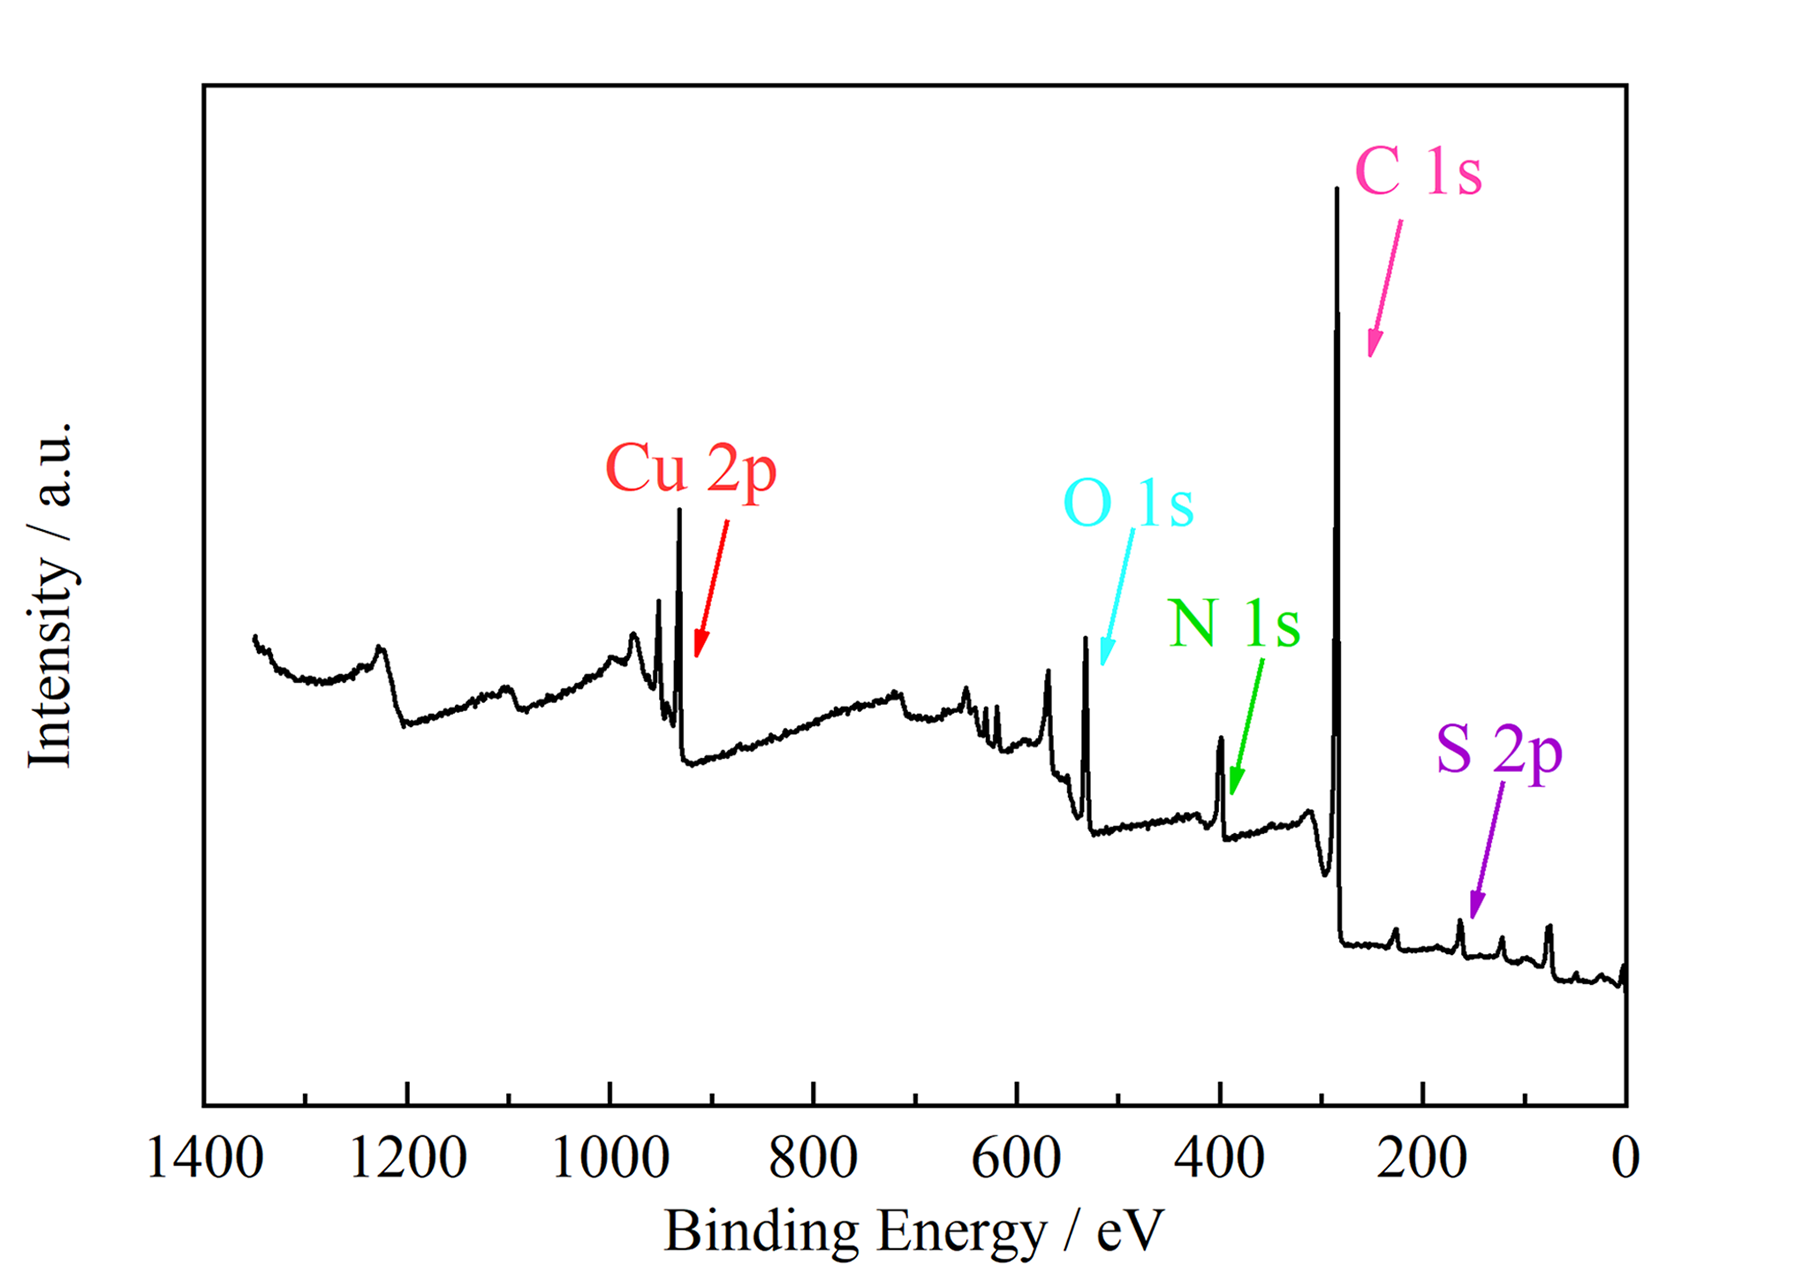 C 1s
Cu 2p
O 1s
N 1s
S 2p
Intensity / a.u.
1400 1200 1000 800 600 400 200 0
Binding Energy / eV